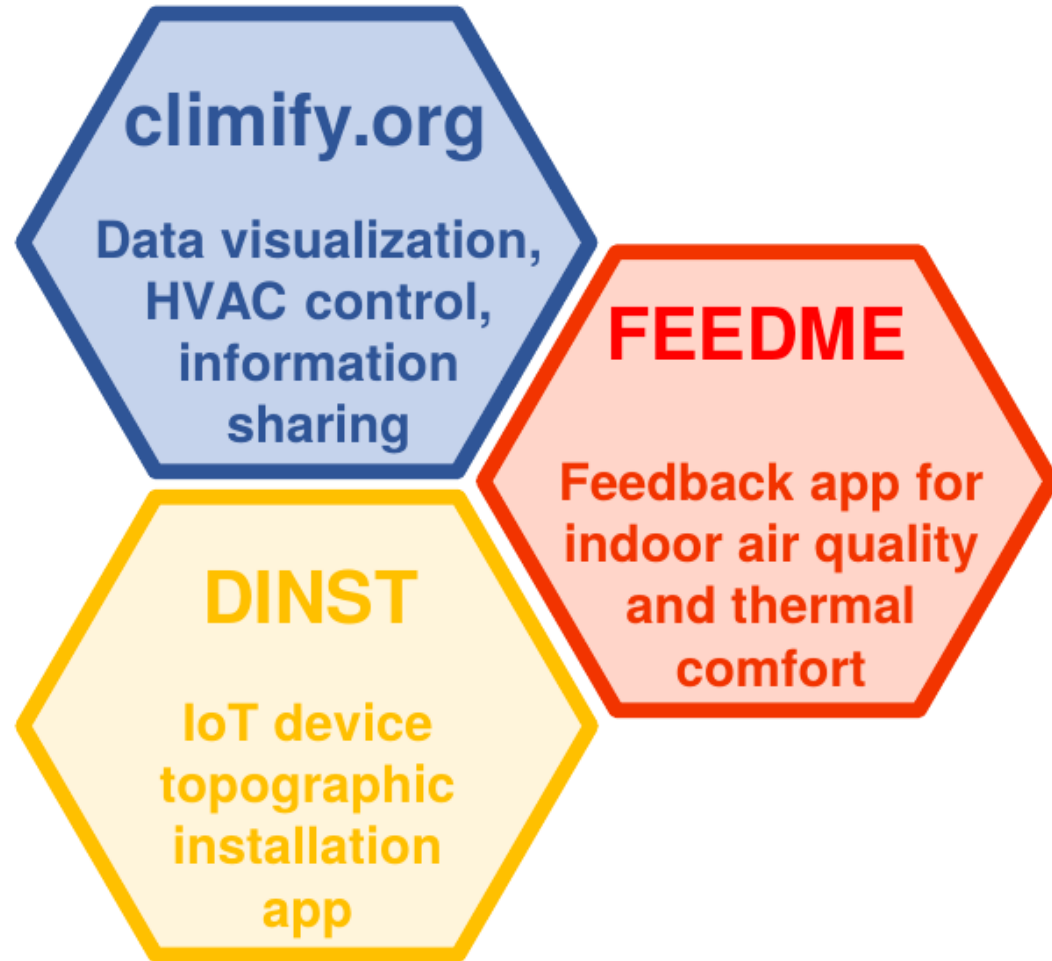 climify.org
Data visualization,
HVAC control,
information
sharing
FEEDME
Feedback app for
indoor air quality
and thermal
comfort
DINST
IoT device
topographic
installation
app